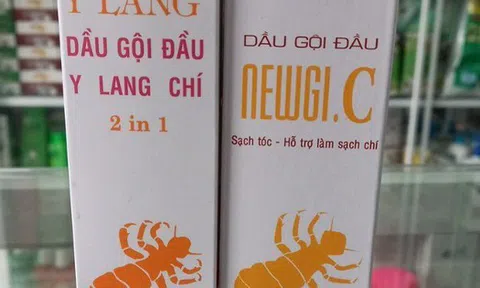 Y LANG
DẦU GỘI ĐẦU
Y LANG CHÍ
2 in 1
DẦU GỘI ĐẦU
NEWGI.C
Sạch tóc - Hỗ trợ làm sạch chí